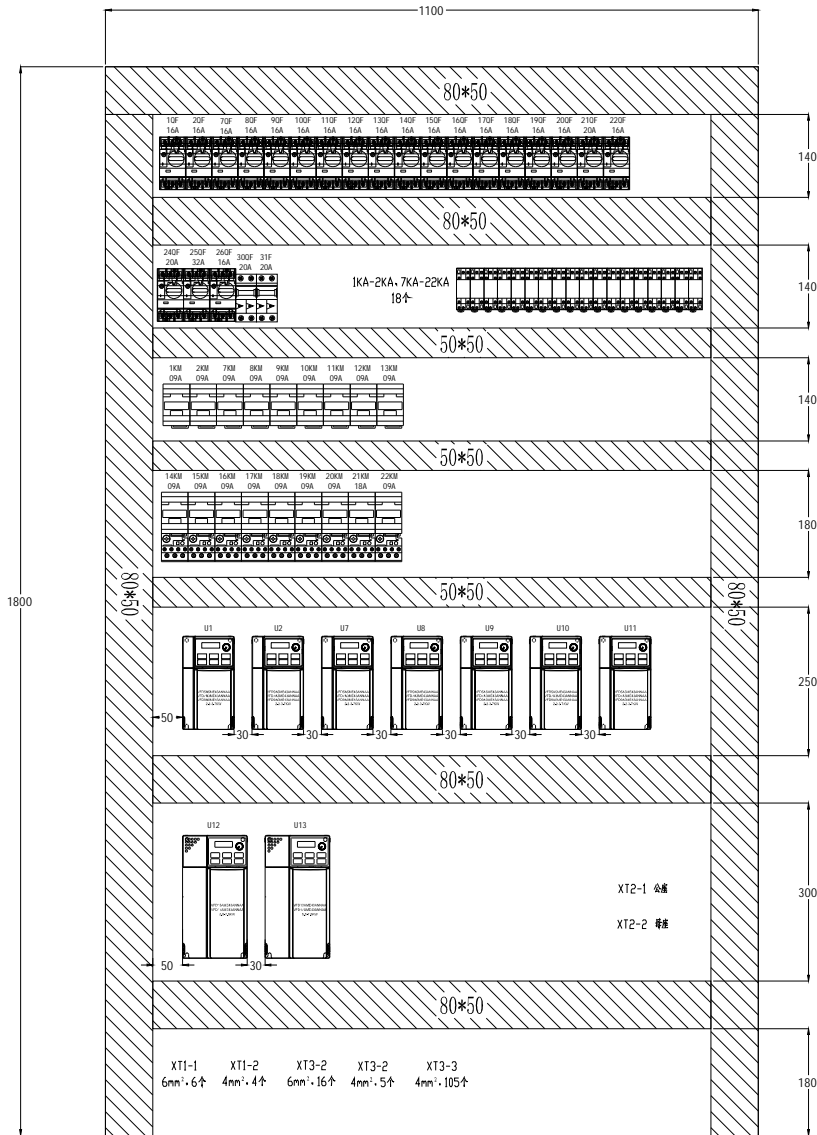 1100
80*50
10F 20F 70F 80F 90F 100F 110F 120F 130F 140F 150F 160F 170F 180F 190F 200F 210F 220F
16A 16A 16A 16A 16A 16A 16A 16A 16A 16A 16A 16A 16A 16A 16A 16A 20A 16A
140
80*50
240F 250F 260F 300F 31F
20A 32A 16A 20A 20A
1KA-2KA,7KA-22KA
18个
140
50*50
1KM 2KM 7KM 8KM 9KM 10KM 11KM 12KM 13KM
09A 09A 09A 09A 09A 09A 09A 09A 09A
140
50*50
14KM 15KM 16KM 17KM 18KM 19KM 20KM 21KM 22KM
09A 09A 09A 09A 09A 09A 09A 18A 09A
180
1800
80*50
50*50
80*50
U1 U2 U7 U8 U9 U10 U11
250
50 30 30 30 30 30 30
80*50
U12 U13
XT2-1 公座
XT2-2 母座
300
50 30
80*50
XT1-1 XT1-2 XT3-2 XT3-2 XT3-3
6mm²,6个 4mm²,4个 6mm²,16个 4mm²,5个 4mm²,105个
180